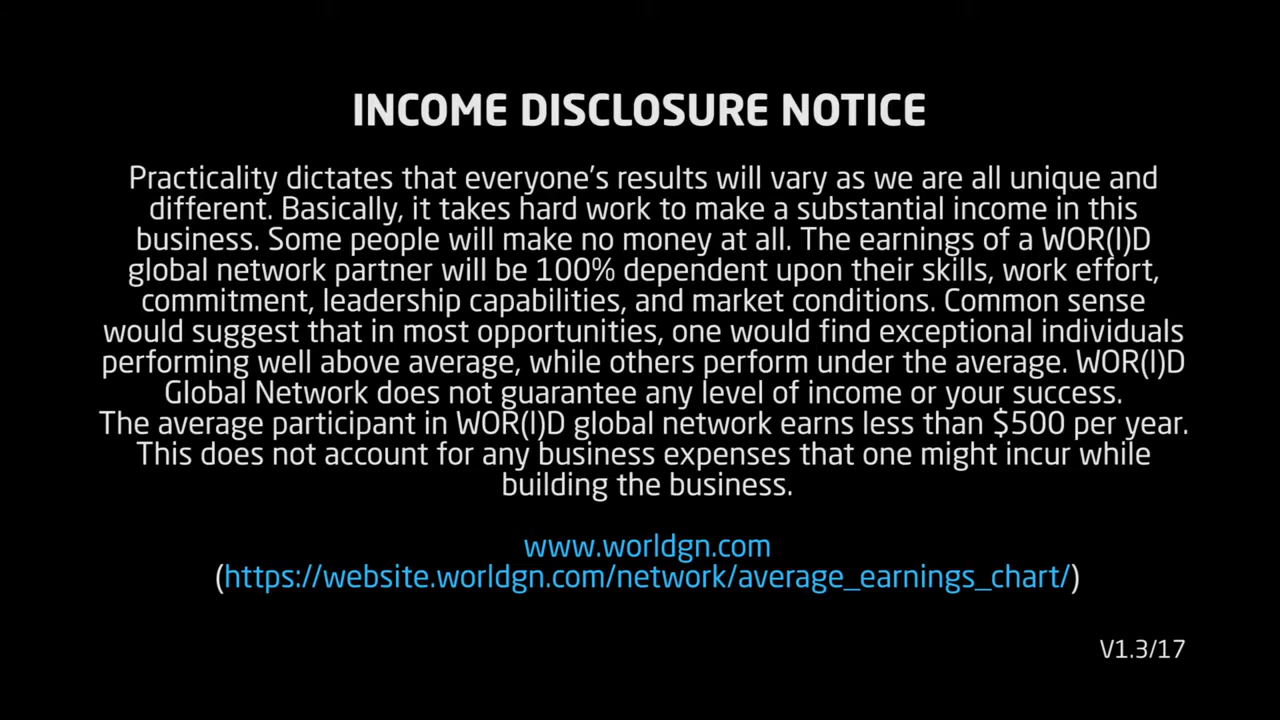 INCOME DISCLOSURE NOTICE
Practicality dictates that everyone's results will vary as we are all unique and
different. Basically, it takes hard work to make a substantial income in this
business. Some people will make no money at all. The earnings of a WOR(I)D
global network partner will be 100% dependent upon their skills, work effort,
commitment, leadership capabilities, and market conditions. Common sense
would suggest that in most opportunities, one would find exceptional individuals
performing well above average, while others perform under the average. WOR(I)D
Global Network does not guarantee any level of income or your success.
The average participant in WOR(I)D global network earns less than $500 per year.
This does not account for any business expenses that one might incur while
building the business.
www.worldgn.com
(https://website.worldgn.com/network/average_earnings_chart/)
V1.3/17